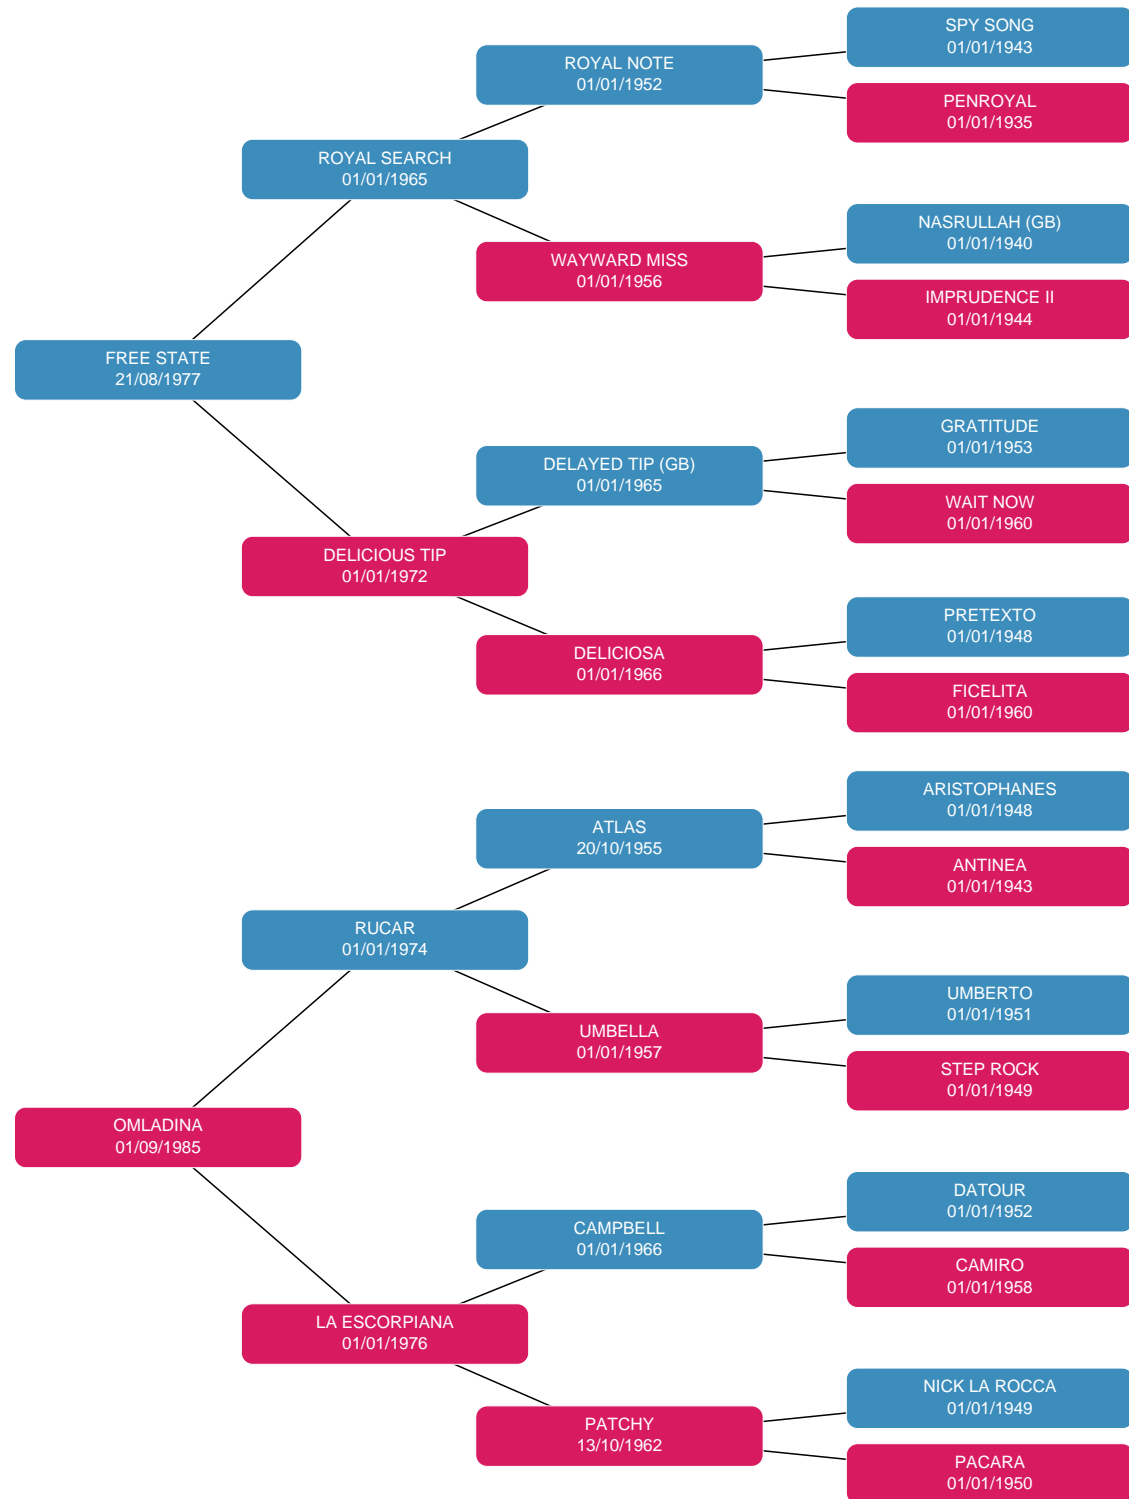 SPY SONG
01/01/1943
ROYAL NOTE
01/01/1952
PENROYAL
01/01/1935
ROYAL SEARCH
01/01/1965
NASRULLAH (GB)
01/01/1940
WAYWARD MISS
01/01/1956
IMPRUDENCE II
01/01/1944
FREE STATE
21/08/1977
GRATITUDE
01/01/1953
DELAYED TIP (GB)
01/01/1965
WAIT NOW
01/01/1960
DELICIOUS TIP
01/01/1972
PRETEXTO
01/01/1948
DELICIOSA
01/01/1966
FICELITA
01/01/1960
ARISTOPHANES
01/01/1948
ATLAS
20/10/1955
ANTINEA
01/01/1943
RUCAR
01/01/1974
UMBERTO
01/01/1951
UMBELLA
01/01/1957
STEP ROCK
01/01/1949
OMLADINA
01/09/1985
DATOUR
01/01/1952
CAMPBELL
01/01/1966
CAMIRO
01/01/1958
LA ESCORPIANA
01/01/1976
NICK LA ROCCA
01/01/1949
PATCHY
13/10/1962
PACARA
01/01/1950